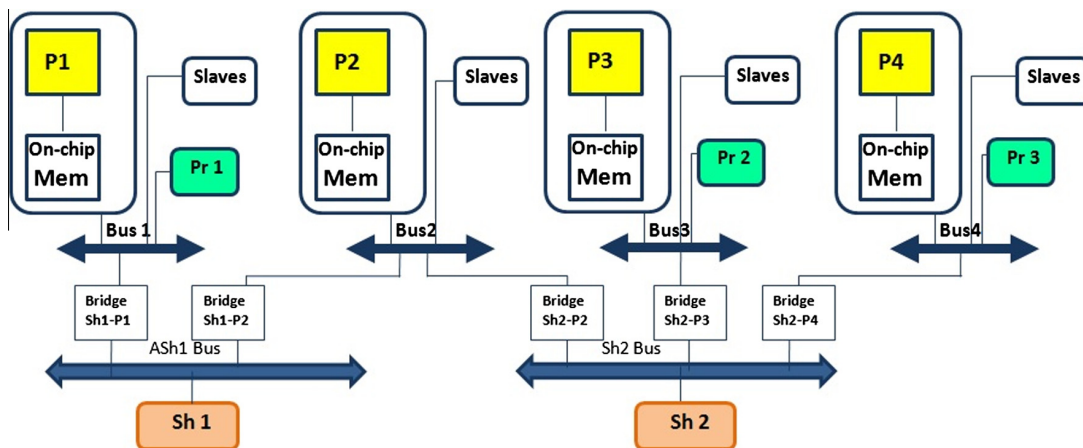 P1
Slaves
On-chip
Mem
Pr 1
Bus 1
P2
Slaves
On-chip
Mem
Bus2
P3
Slaves
On-chip
Mem
Pr 2
Bus3
P4
Slaves
On-chip
Mem
Pr 3
Bus4
Bridge
Sh1-P1
Bridge
Sh1-P2
Bridge
Sh2-P2
Bridge
Sh2-P3
Bridge
Sh2-P4
ASh1 Bus
Sh2 Bus
Sh 1
Sh 2